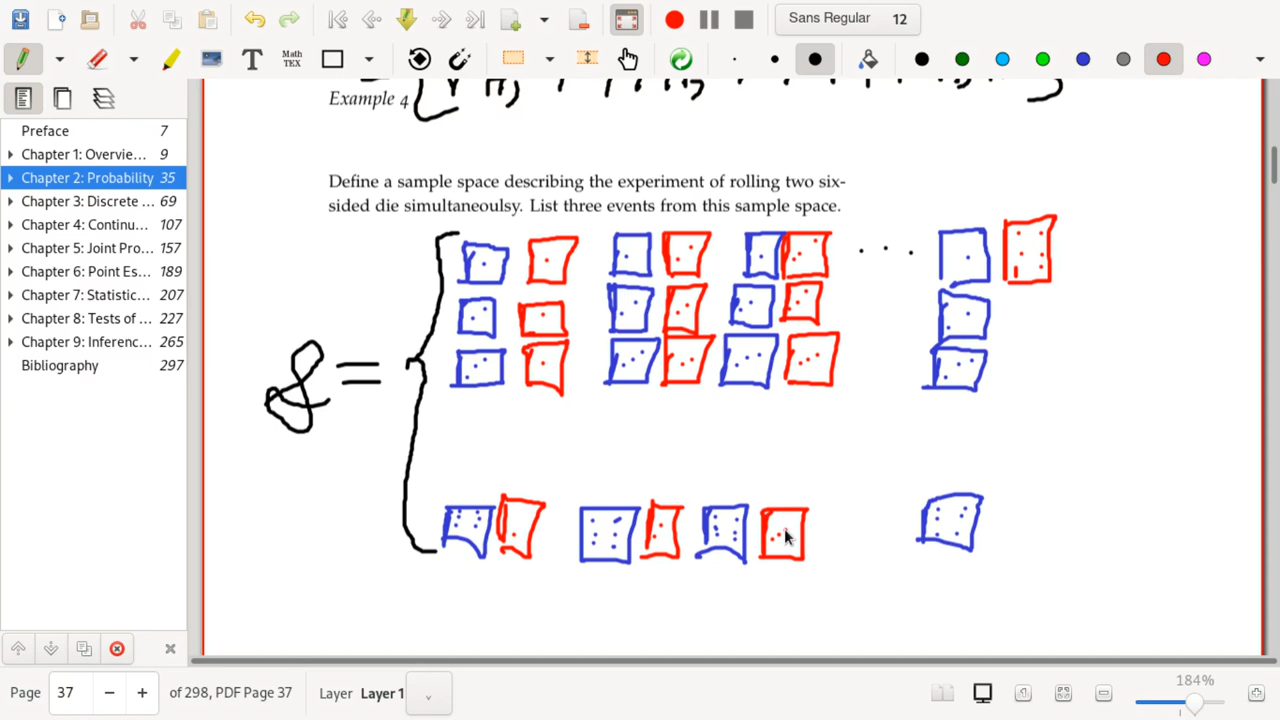 Sans Regular 12
T Math TEX
Example 4
Preface 7
Chapter 1: Overvie... 9
Chapter 2: Probability 35
Chapter 3: Discrete ... 69
Chapter 4: Continu... 107
Chapter 5: Joint Pro... 157
Chapter 6: Point Es... 189
Chapter 7: Statistic... 207
Chapter 8: Tests of ... 227
Chapter 9: Inferenc... 265
Bibliography 297
Define a sample space describing the experiment of rolling two six-
sided die simultaneoulsy. List three events from this sample space.
S = {
. . .
Page 37 of 298, PDF Page 37 Layer Layer 1
184%